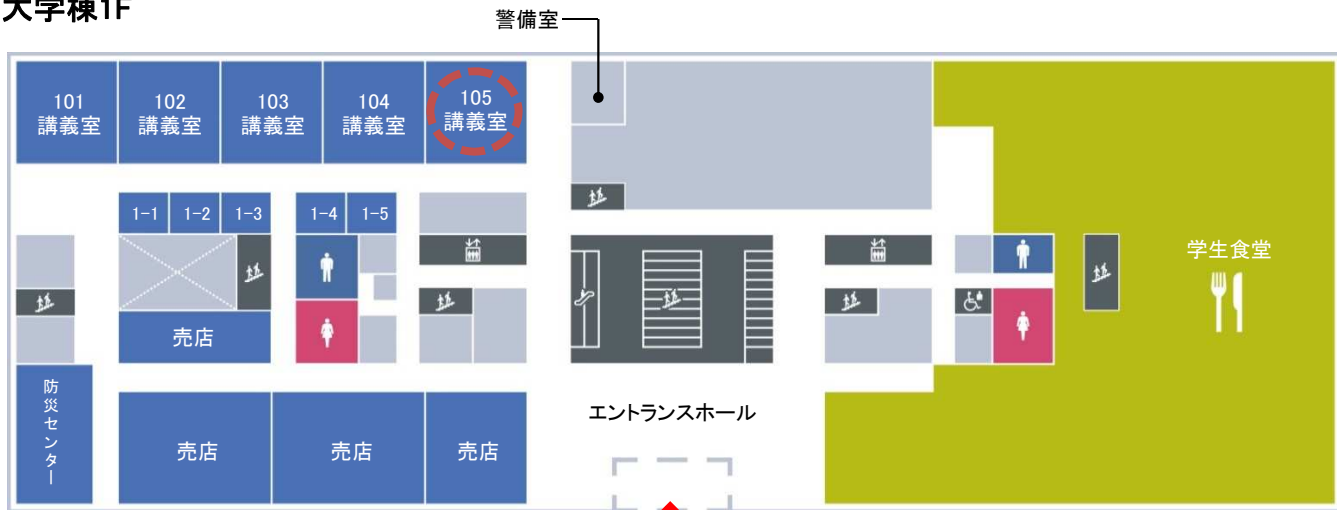 大学棟1F
警備室
101
講義室
102
講義室
103
講義室
104
講義室
105
講義室
1-1
1-2
1-3
1-4
1-5
学生食堂
売店
防災センター
エントランスホール
売店
売店
売店